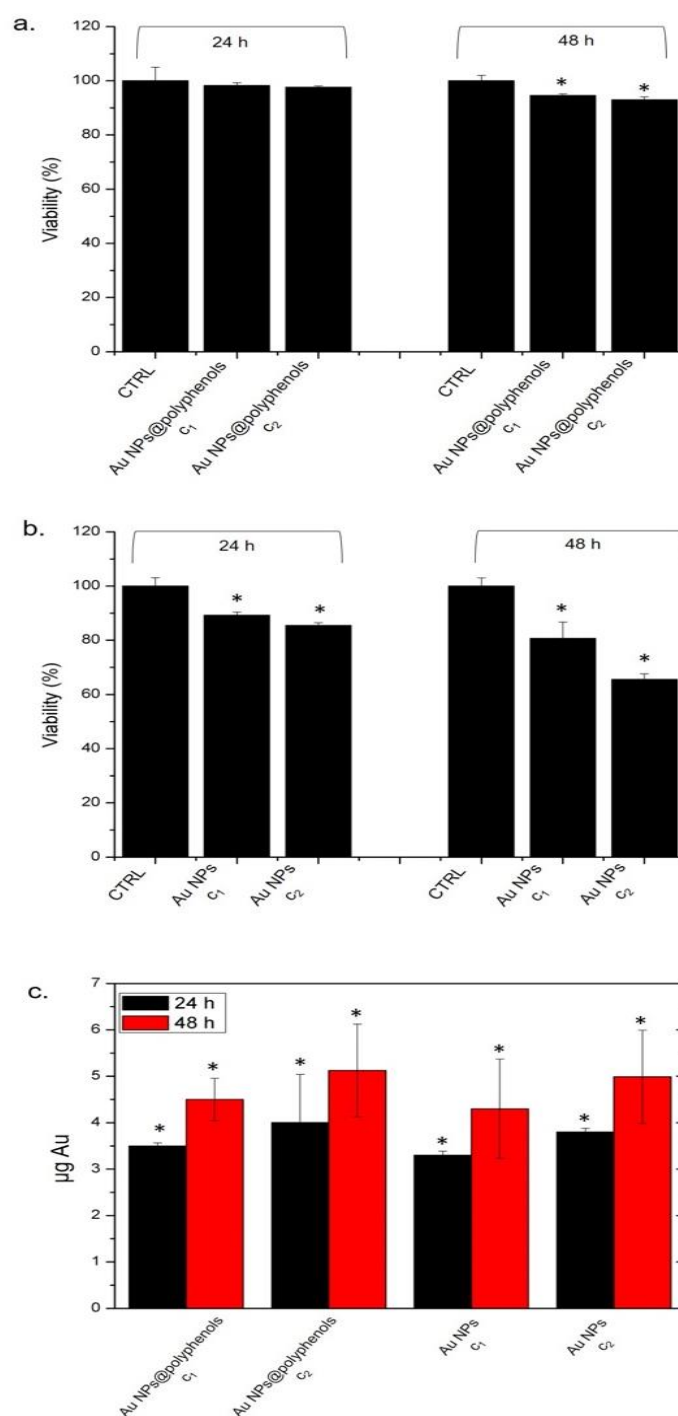 a.
120
24 h
48 h
100
*
*
80
60
40
20
0
Viability (%)
CTRL
Au NPs@polyphenols
c₁
Au NPs@polyphenols
c₂
CTRL
Au NPs@polyphenols
c₁
Au NPs@polyphenols
c₂
b.
120
24 h
48 h
100
*
*
*
*
80
60
40
20
0
Viability (%)
CTRL
Au NPs
c₁
Au NPs
c₂
CTRL
Au NPs
c₁
Au NPs
c₂
c.
7
24 h
48 h
6
5
4
3
2
1
0
*
*
*
*
*
*
*
*
µg Au
Au NPs@polyphenols
c₁
Au NPs@polyphenols
c₂
Au NPs
c₁
Au NPs
c₂